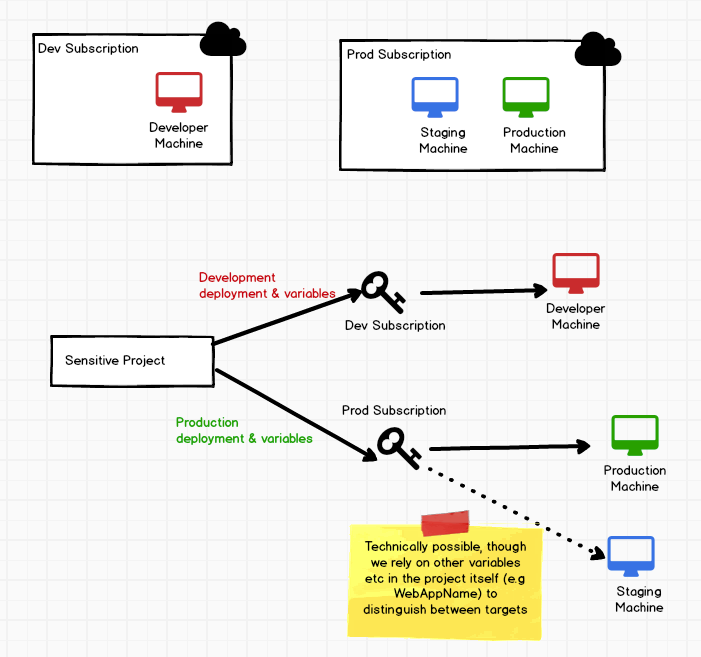 Dev Subscription
Developer
Machine
Prod Subscription
Staging
Machine
Production
Machine
Development
deployment & variables
Dev Subscription
Developer
Machine
Sensitive Project
Production
deployment & variables
Prod Subscription
Production
Machine
Technically possible, though
we rely on other variables
etc in the project itself (e.g
WebAppName) to
distinguish between targets
Staging
Machine